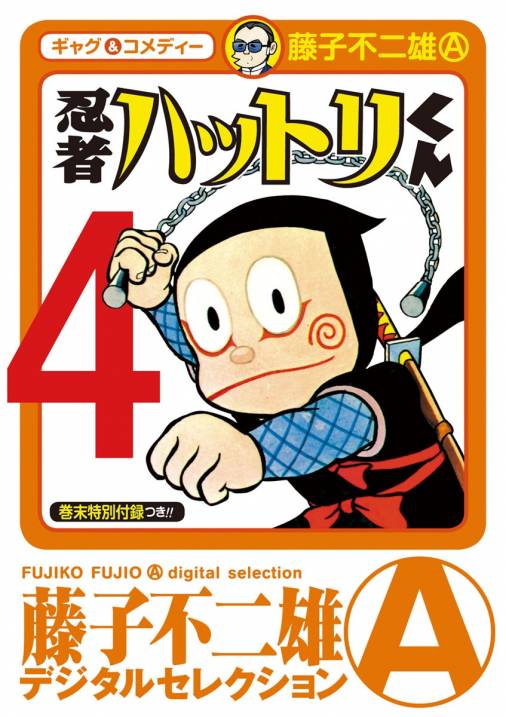 ギャグ&コメディー
藤子不二雄Ⓐ
忍者ハットリくん
4
巻末特別付録つき!!
FUJIKO FUJIO Ⓐ digital selection
藤子不二雄Ⓐ
デジタルセレクション